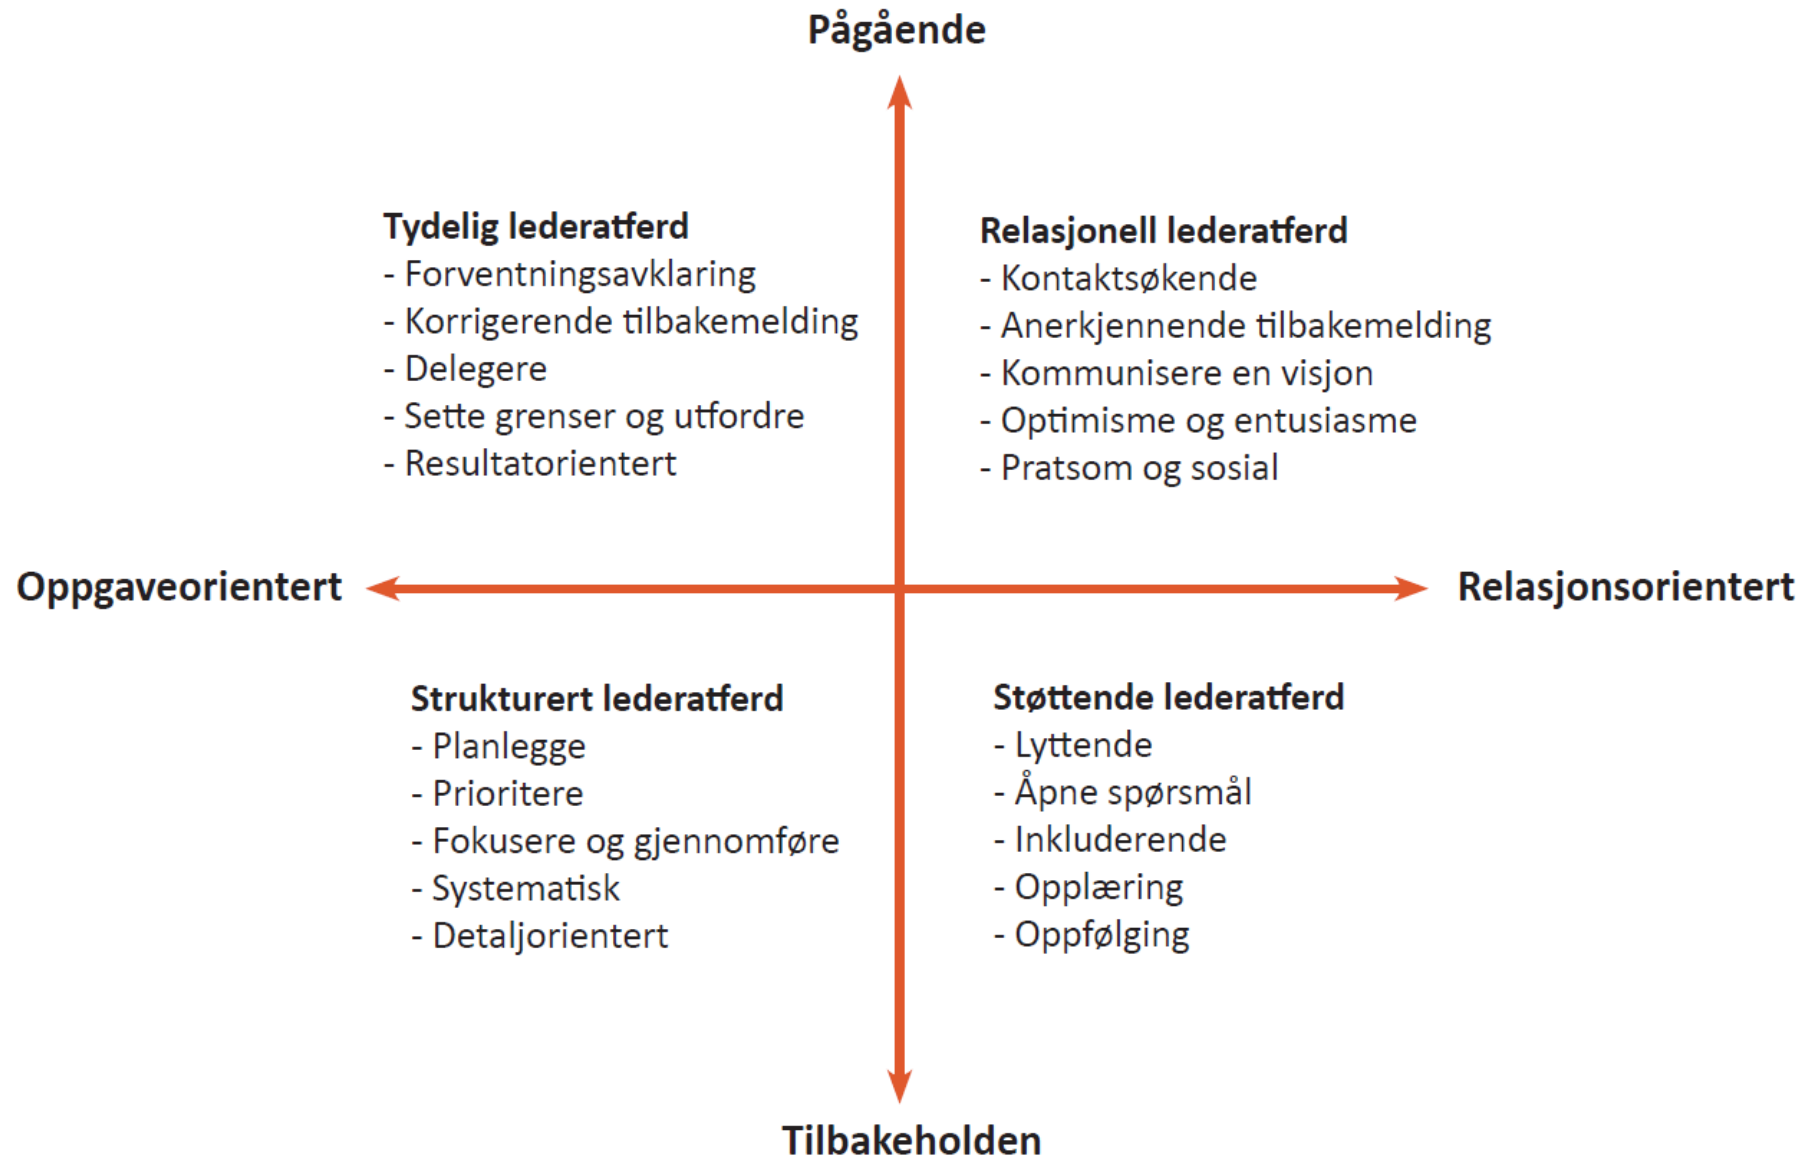 Pågående
Tydelig lederatferd
- Forventningsavklaring
- Korrigerende tilbakemelding
- Delegere
- Sette grenser og utfordre
- Resultatorientert
Relasjonell lederatferd
- Kontaktsøkende
- Anerkjennende tilbakemelding
- Kommunisere en visjon
- Optimisme og entusiasme
- Pratsom og sosial
Oppgaveorientert
Relasjonsorientert
Strukturert lederatferd
- Planlegge
- Prioritere
- Fokusere og gjennomføre
- Systematisk
- Detaljorientert
Støttende lederatferd
- Lyttende
- Åpne spørsmål
- Inkluderende
- Opplæring
- Oppfølging
Tilbakeholden